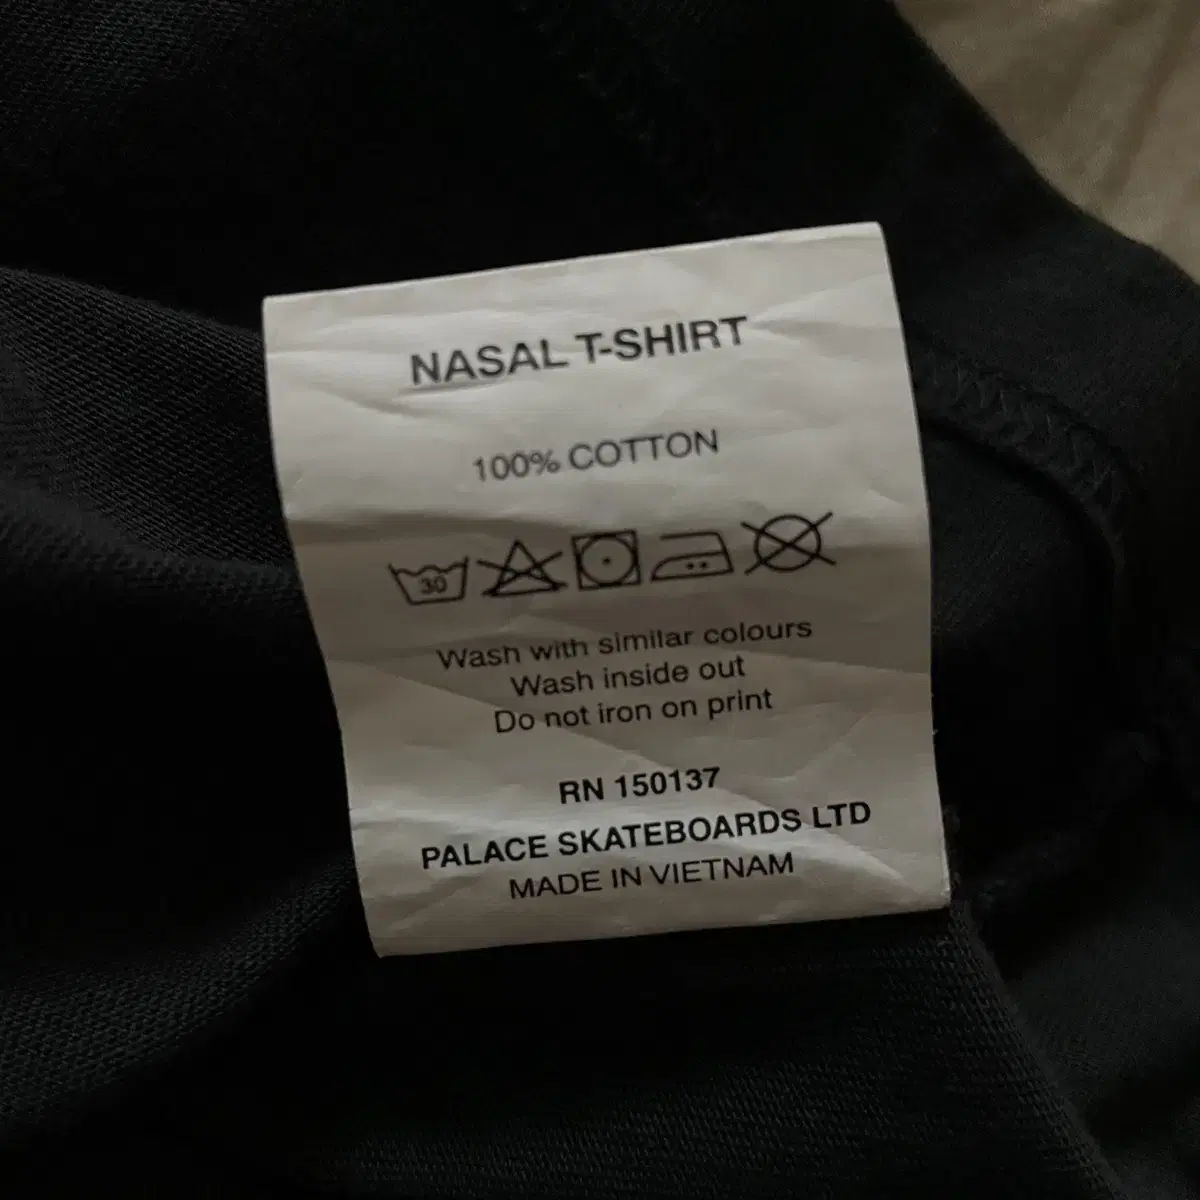 NASAL T-SHIRT
100% COTTON
30
Wash with similar colours
Wash inside out
Do not iron on print
RN 150137
PALACE SKATEBOARDS LTD
MADE IN VIETNAM